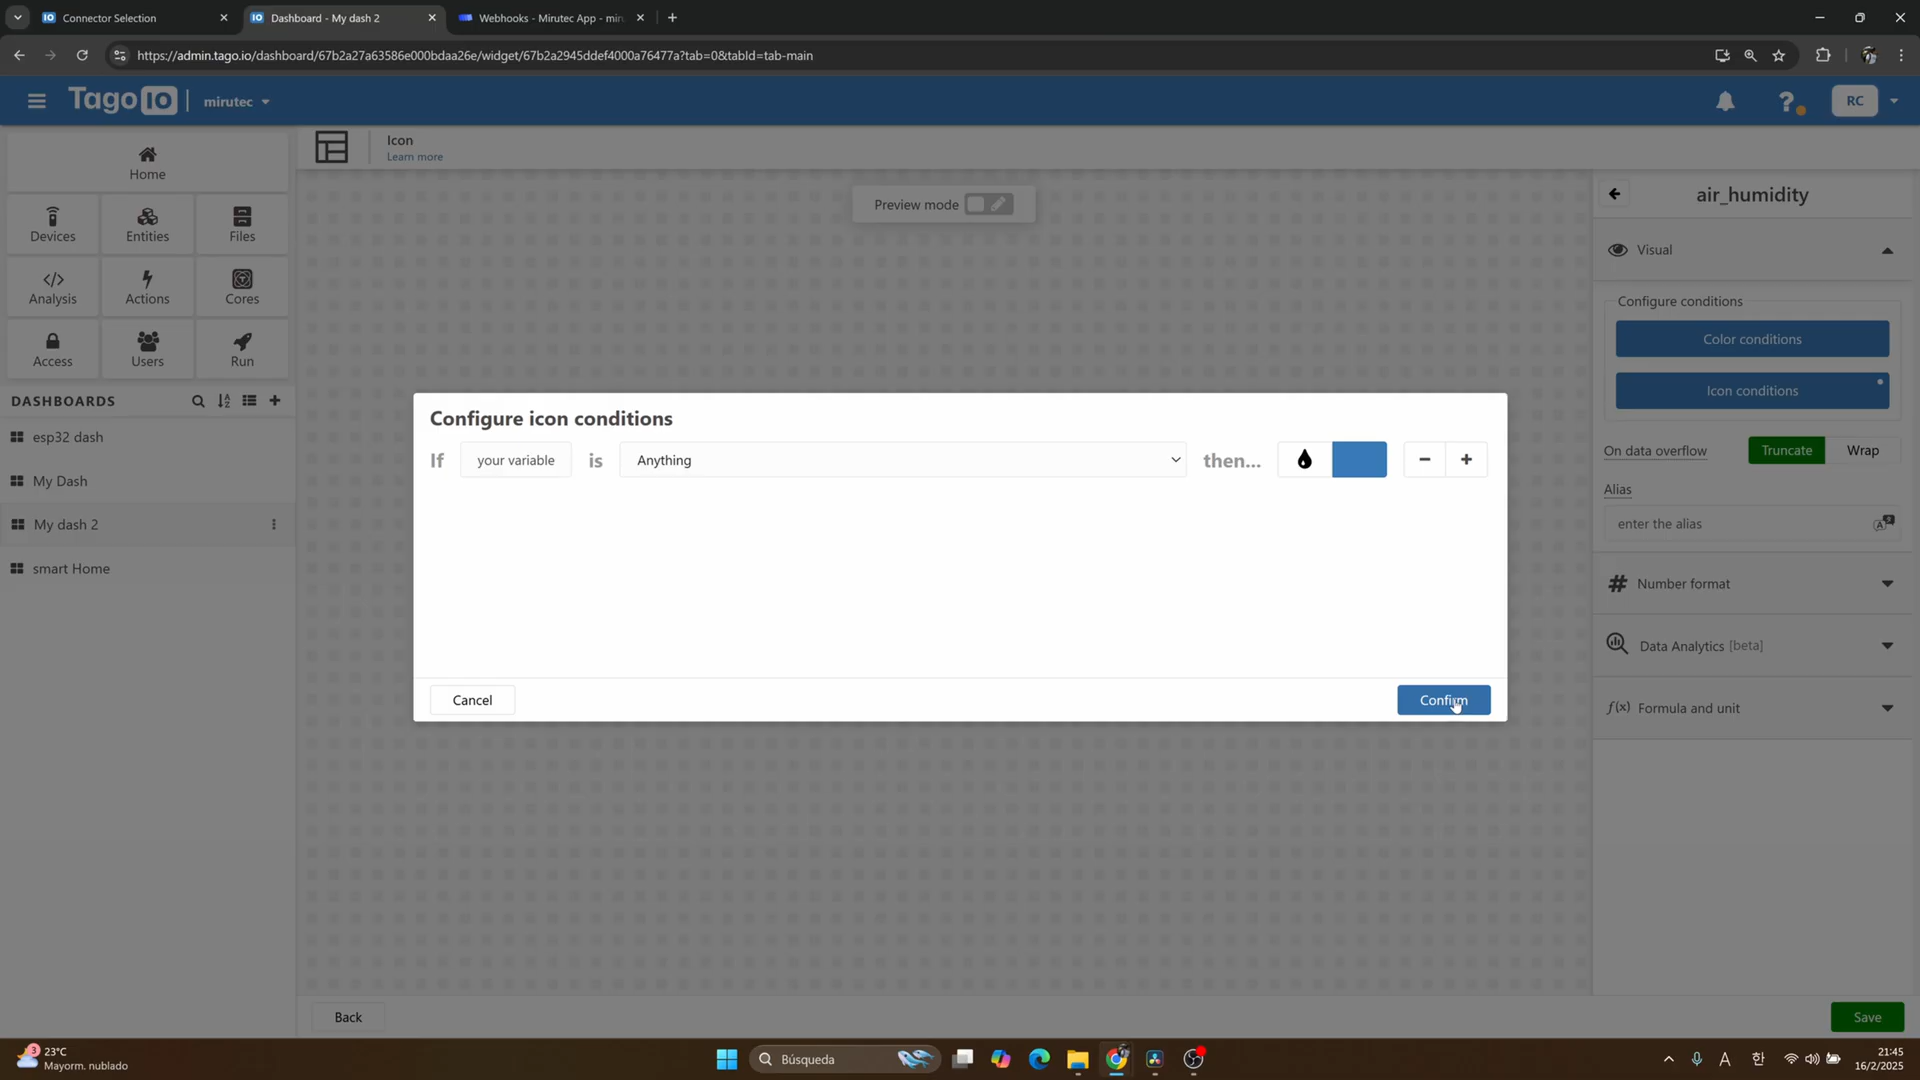 Connector Selection
Dashboard - My dash 2
Webhooks - Mirutec App - mir
https://admin.tago.io/dashboard/67b2a27a63586e000bdaa26e/widget/67b2a2945ddef4000a76477a?tab=0&tabId=tab-main
Tago IO
mirutec
RC
Home
Devices
Entities
Files
Analysis
Actions
Cores
Access
Users
Run
DASHBOARDS
esp32 dash
My Dash
My dash 2
smart Home
Icon
Learn more
Preview mode
Configure icon conditions
If your variable is Anything then...
Cancel
Confirm
air_humidity
Visual
Configure conditions
Color conditions
Icon conditions
On data overflow
Truncate
Wrap
Alias
enter the alias
Number format
Data Analytics [beta]
f(x) Formula and unit
Back
Save
3
23°C
Mayorm. nublado
Búsqueda
A
한
21:45
16/2/2025